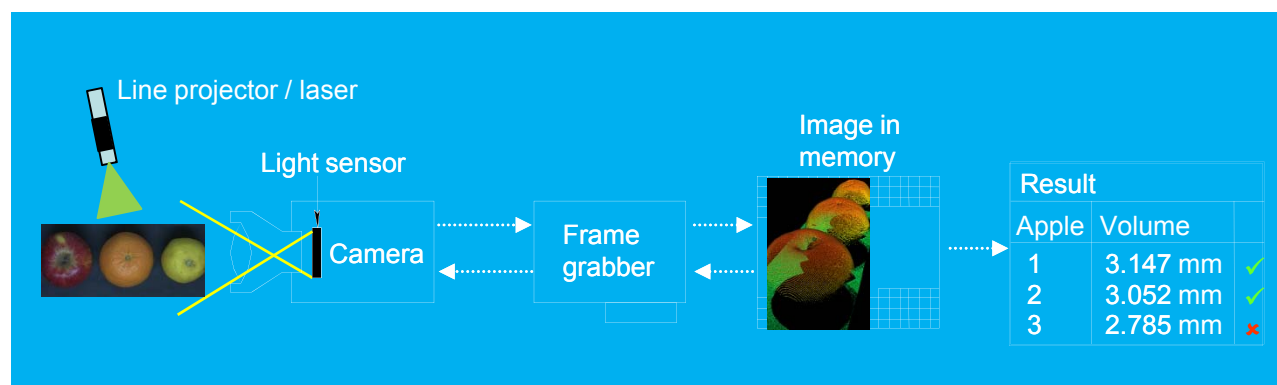 Line projector / laser
Light sensor
Camera
Frame
grabber
Image in
memory
Result
Apple Volume
1 3.147 mm ✓
2 3.052 mm ✓
3 2.785 mm ✘